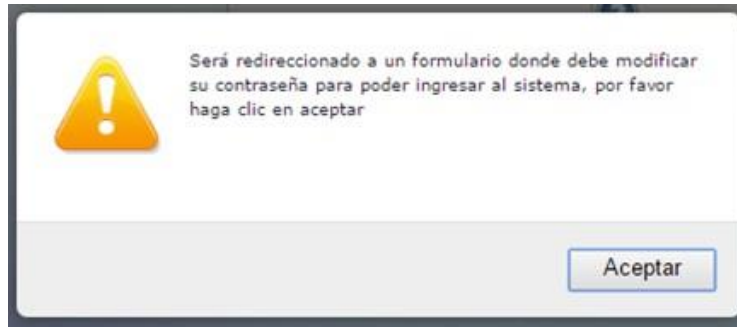 Será redireccionado a un formulario donde debe modificar
su contraseña para poder ingresar al sistema, por favor
haga clic en aceptar
Aceptar